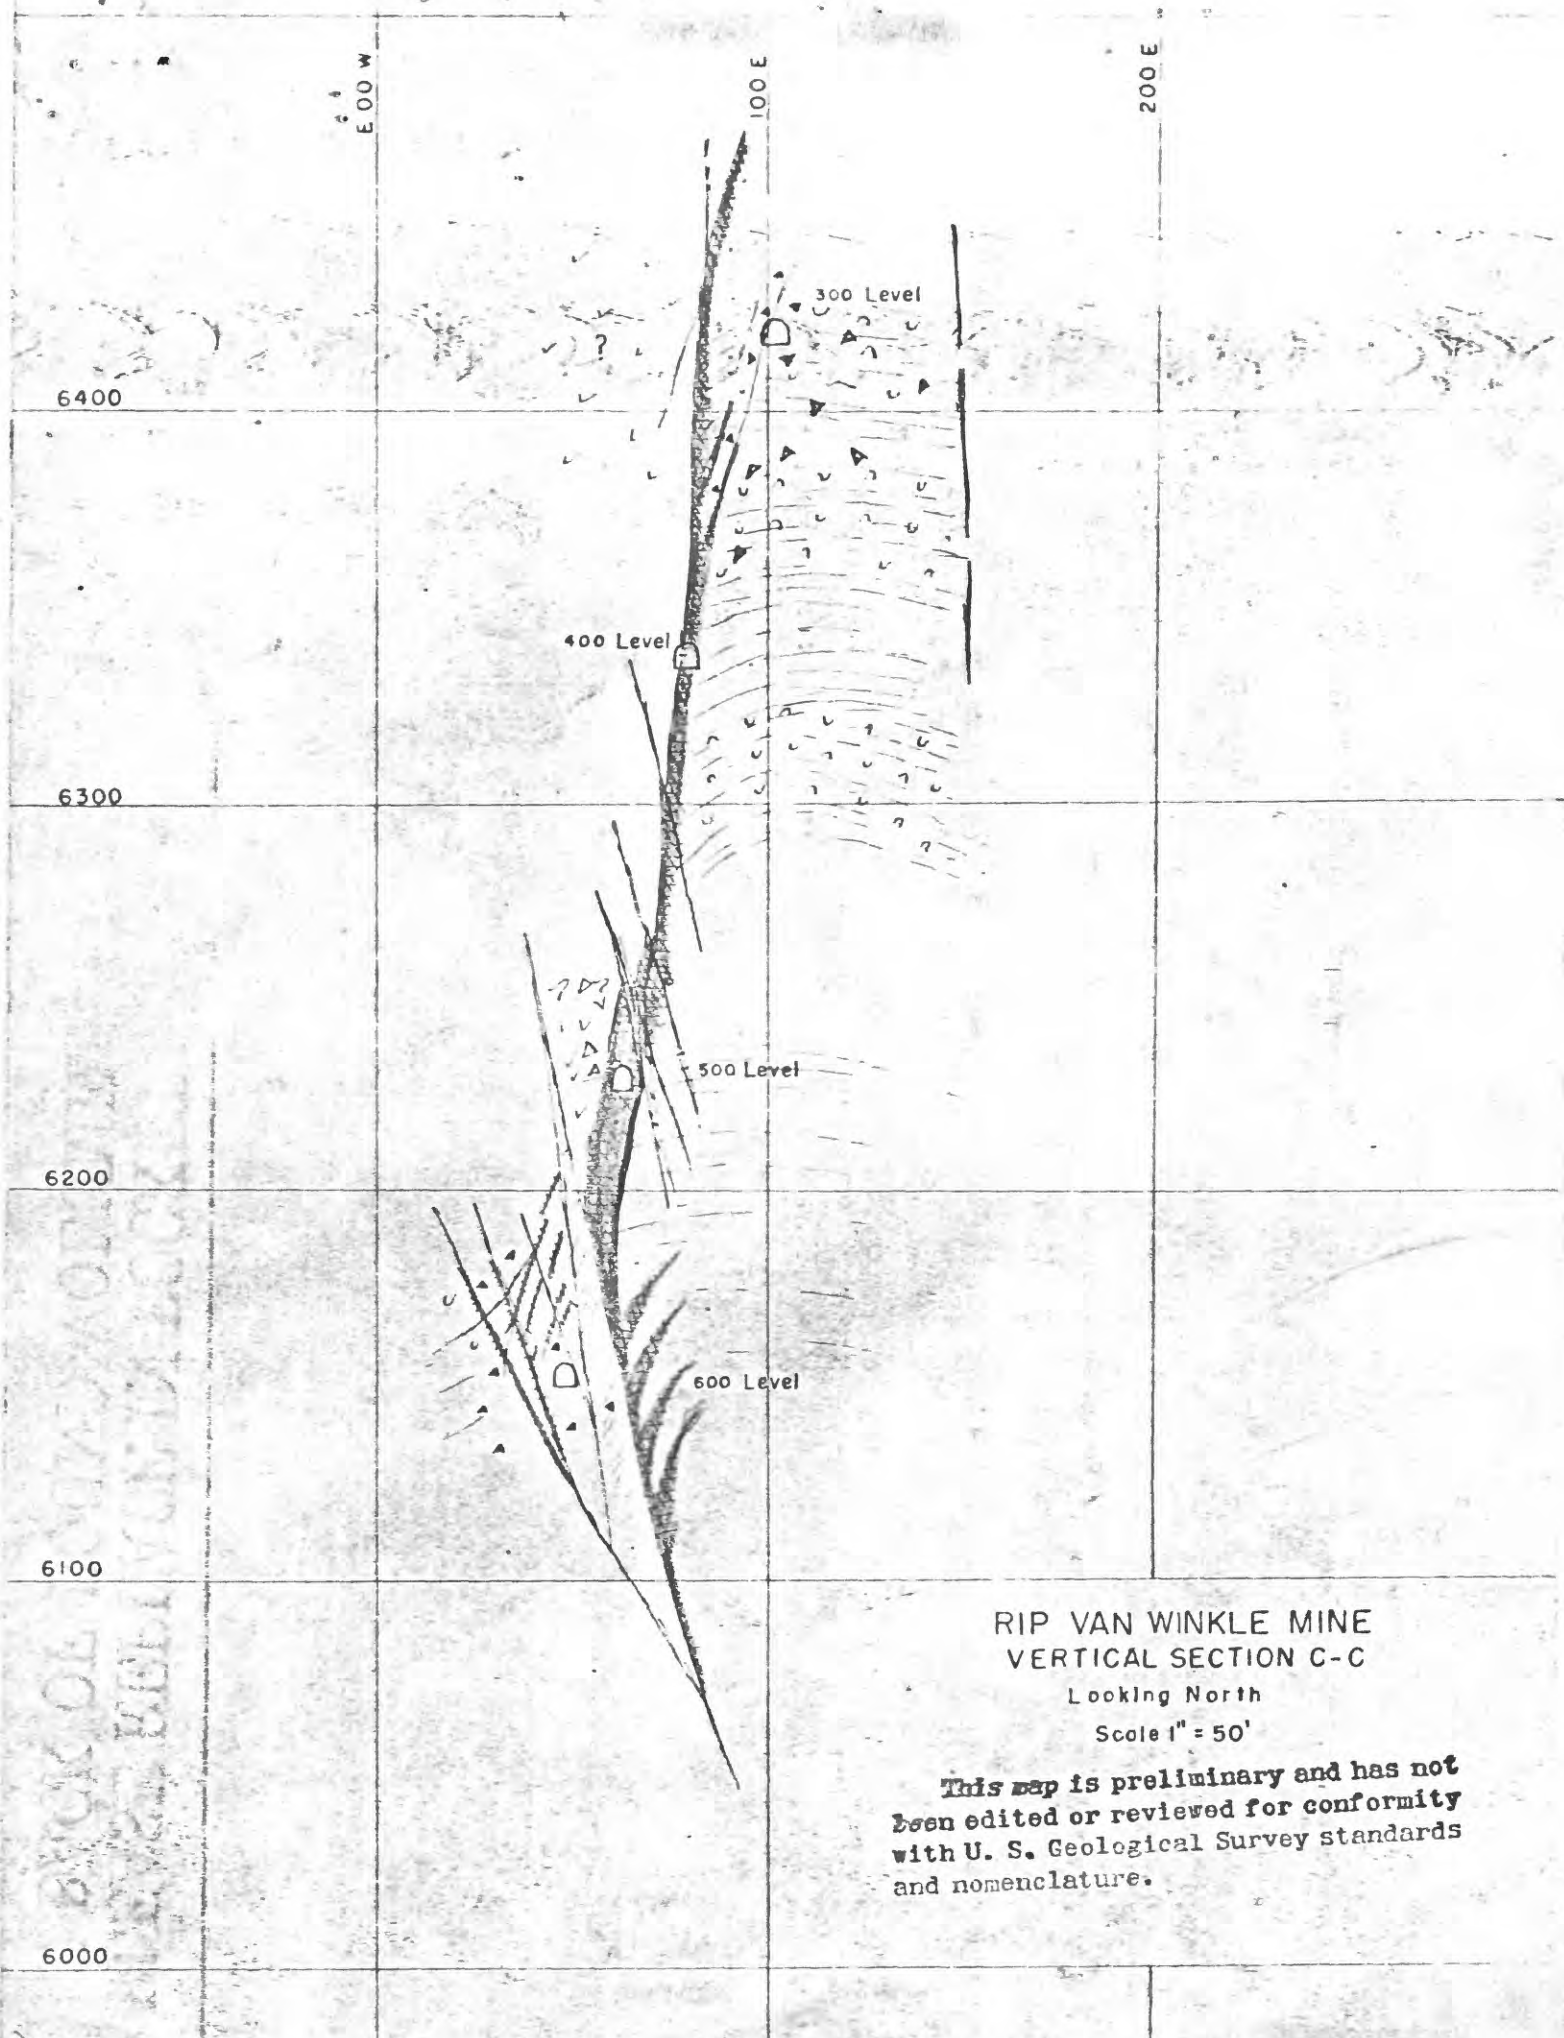 E 00 W
100 E
200 E
300 Level
?
6400
400 Level
6300
500 Level
6200
600 Level
6100
RIP VAN WINKLE MINE
VERTICAL SECTION C-C
Looking North
Scale 1" = 50'
This map is preliminary and has not
been edited or reviewed for conformity
with U. S. Geological Survey standards
and nomenclature.
6000